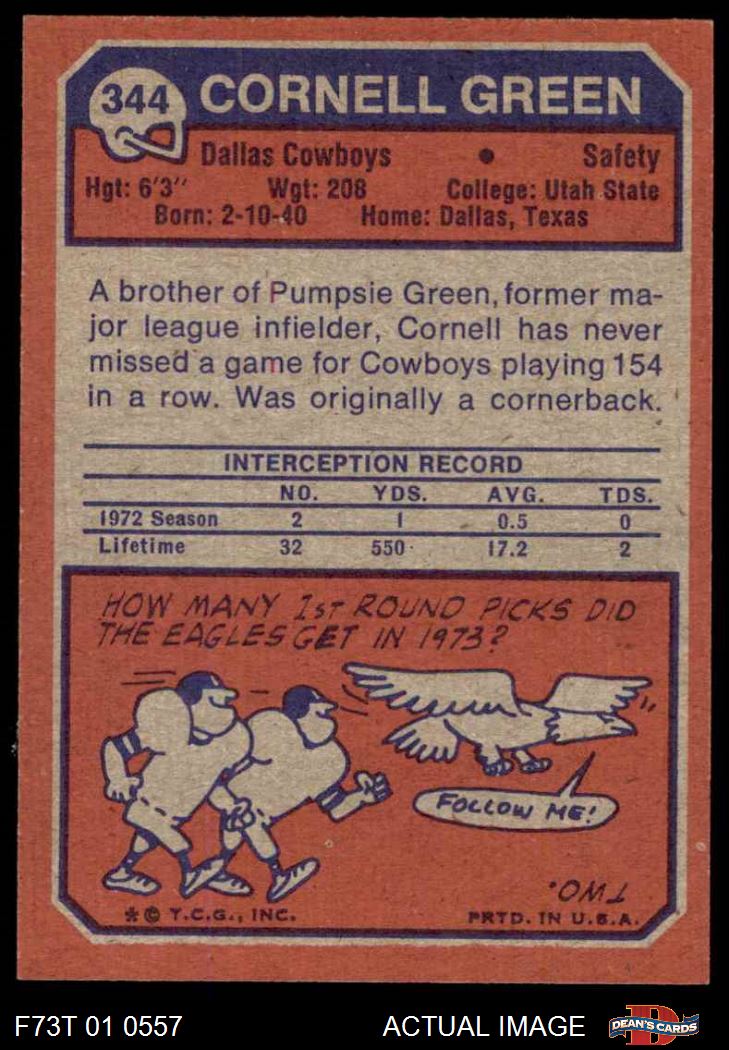 344 CORNELL GREEN
Dallas Cowboys • Safety
Hgt: 6'3" Wgt: 208 College: Utah State
Born: 2-10-40 Home: Dallas, Texas
A brother of Pumpsie Green, former ma-
jor league infielder, Cornell has never
missed a game for Cowboys playing 154
in a row. Was originally a cornerback.
INTERCEPTION RECORD
NO. YDS. AVG. TDS.
1972 Season 2 1 0.5 0
Lifetime 32 550 17.2 2
HOW MANY 1ST ROUND PICKS DID
THE EAGLES GET IN 1973?
FOLLOW ME!
TWO.
* © T.C.G., INC. PRTD. IN U.S.A.
F73T 01 0557 ACTUAL IMAGE DEAN'S CARDS